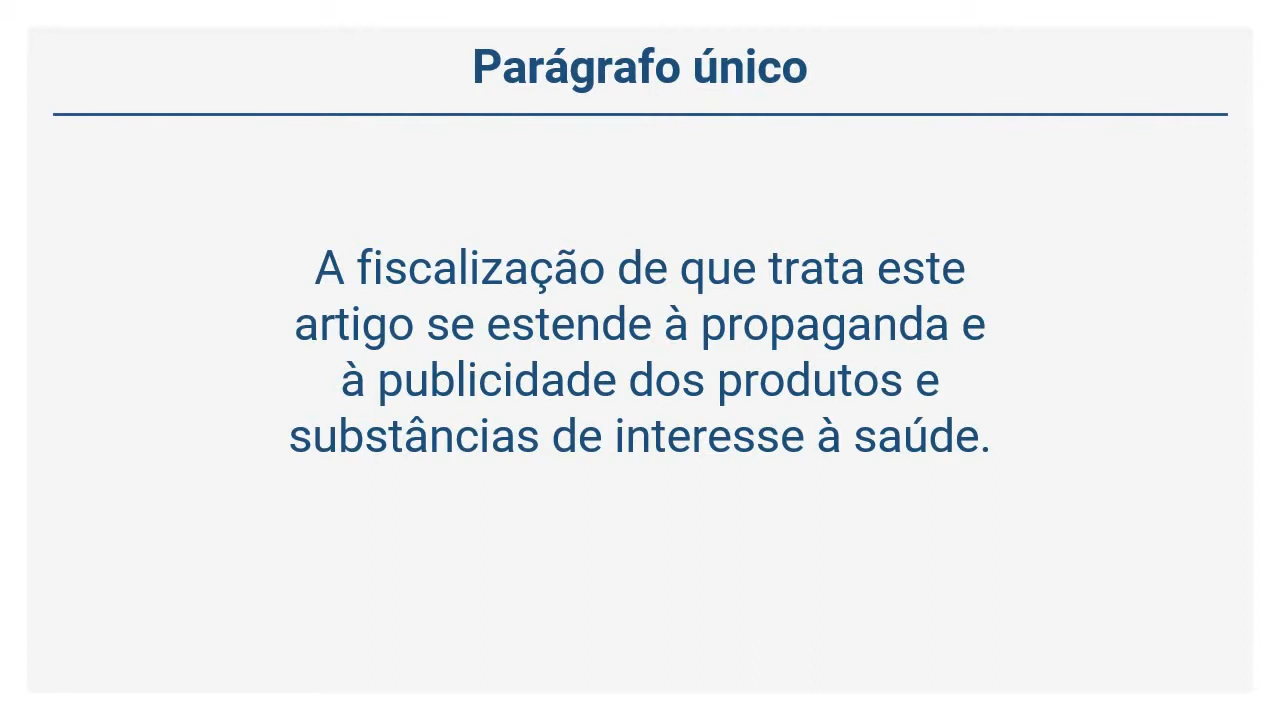 Parágrafo único
A fiscalização de que trata este
artigo se estende à propaganda e
à publicidade dos produtos e
substâncias de interesse à saúde.